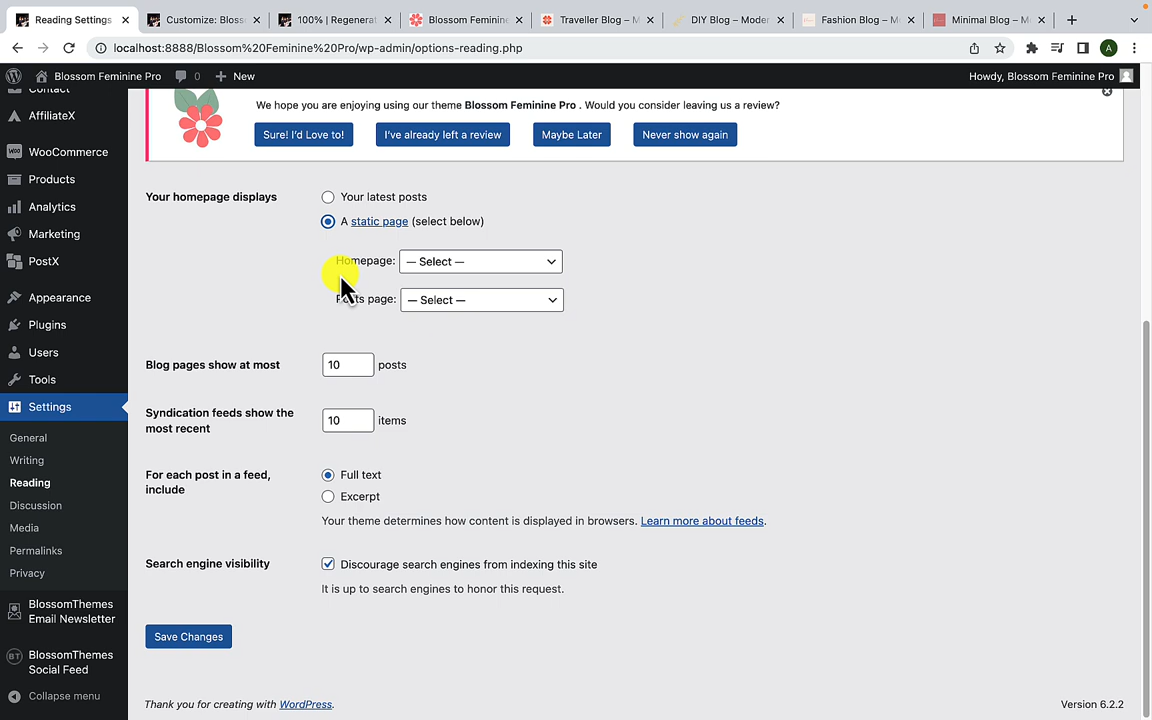 Reading Settings
Customize: Bloss
100% | Regenerat
Blossom Feminine
Traveller Blog – M
DIY Blog – Moder
Fashion Blog – M
Minimal Blog – M
localhost:8888/Blossom%20Feminine%20Pro/wp-admin/options-reading.php
A
Blossom Feminine Pro
0
New
Howdy, Blossom Feminine Pro
Contact
AffiliateX
WooCommerce
Products
Analytics
Marketing
PostX
Appearance
Plugins
Users
Tools
Settings
General
Writing
Reading
Discussion
Media
Permalinks
Privacy
BlossomThemes
Email Newsletter
BT
BlossomThemes
Social Feed
Collapse menu
We hope you are enjoying using our theme Blossom Feminine Pro . Would you consider leaving us a review?
Sure! I'd Love to!
I've already left a review
Maybe Later
Never show again
Your homepage displays
Your latest posts
A static page (select below)
Homepage: — Select —
Posts page: — Select —
Blog pages show at most
10 posts
Syndication feeds show the
most recent
10 items
For each post in a feed,
include
Full text
Excerpt
Your theme determines how content is displayed in browsers. Learn more about feeds.
Search engine visibility
Discourage search engines from indexing this site
It is up to search engines to honor this request.
Save Changes
Thank you for creating with WordPress.
Version 6.2.2